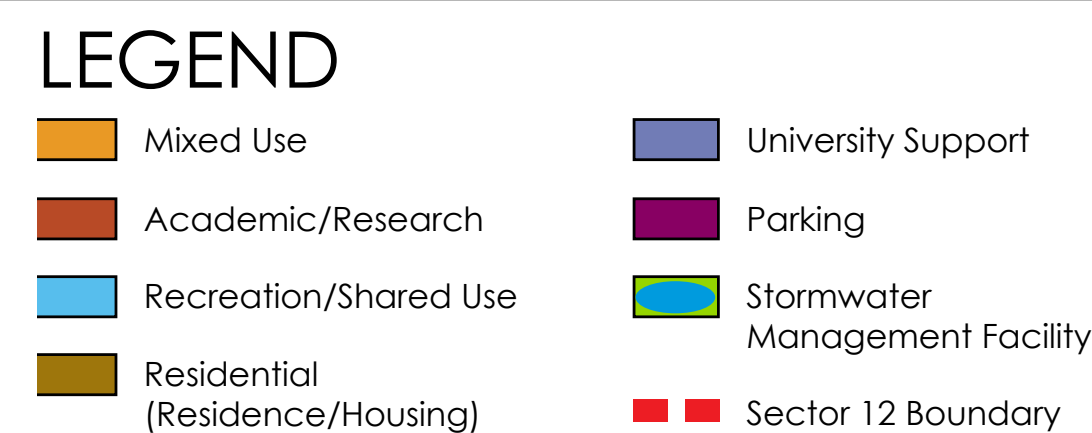 LEGEND
Mixed Use
Academic/Research
Recreation/Shared Use
Residential
(Residence/Housing)
University Support
Parking
Stormwater
Management Facility
Sector 12 Boundary